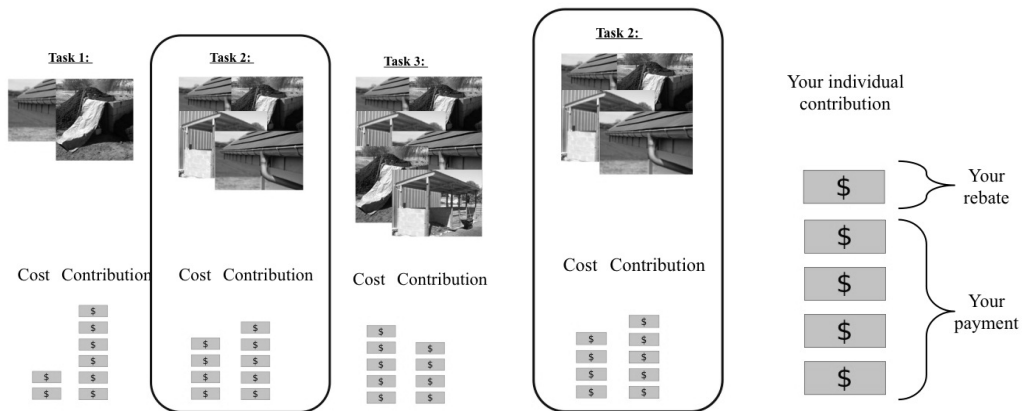 Task 1:
Cost Contribution
$
$
$
$
$ $
$ $
Task 2:
Cost Contribution
$
$ $
$ $
$ $
$ $
Task 3:
Cost Contribution
$
$ $
$ $
$ $
$ $
Task 2:
Cost Contribution
$
$ $
$ $
$ $
$ $
Your individual
contribution
$
Your
rebate
$
$
$
$
Your
payment